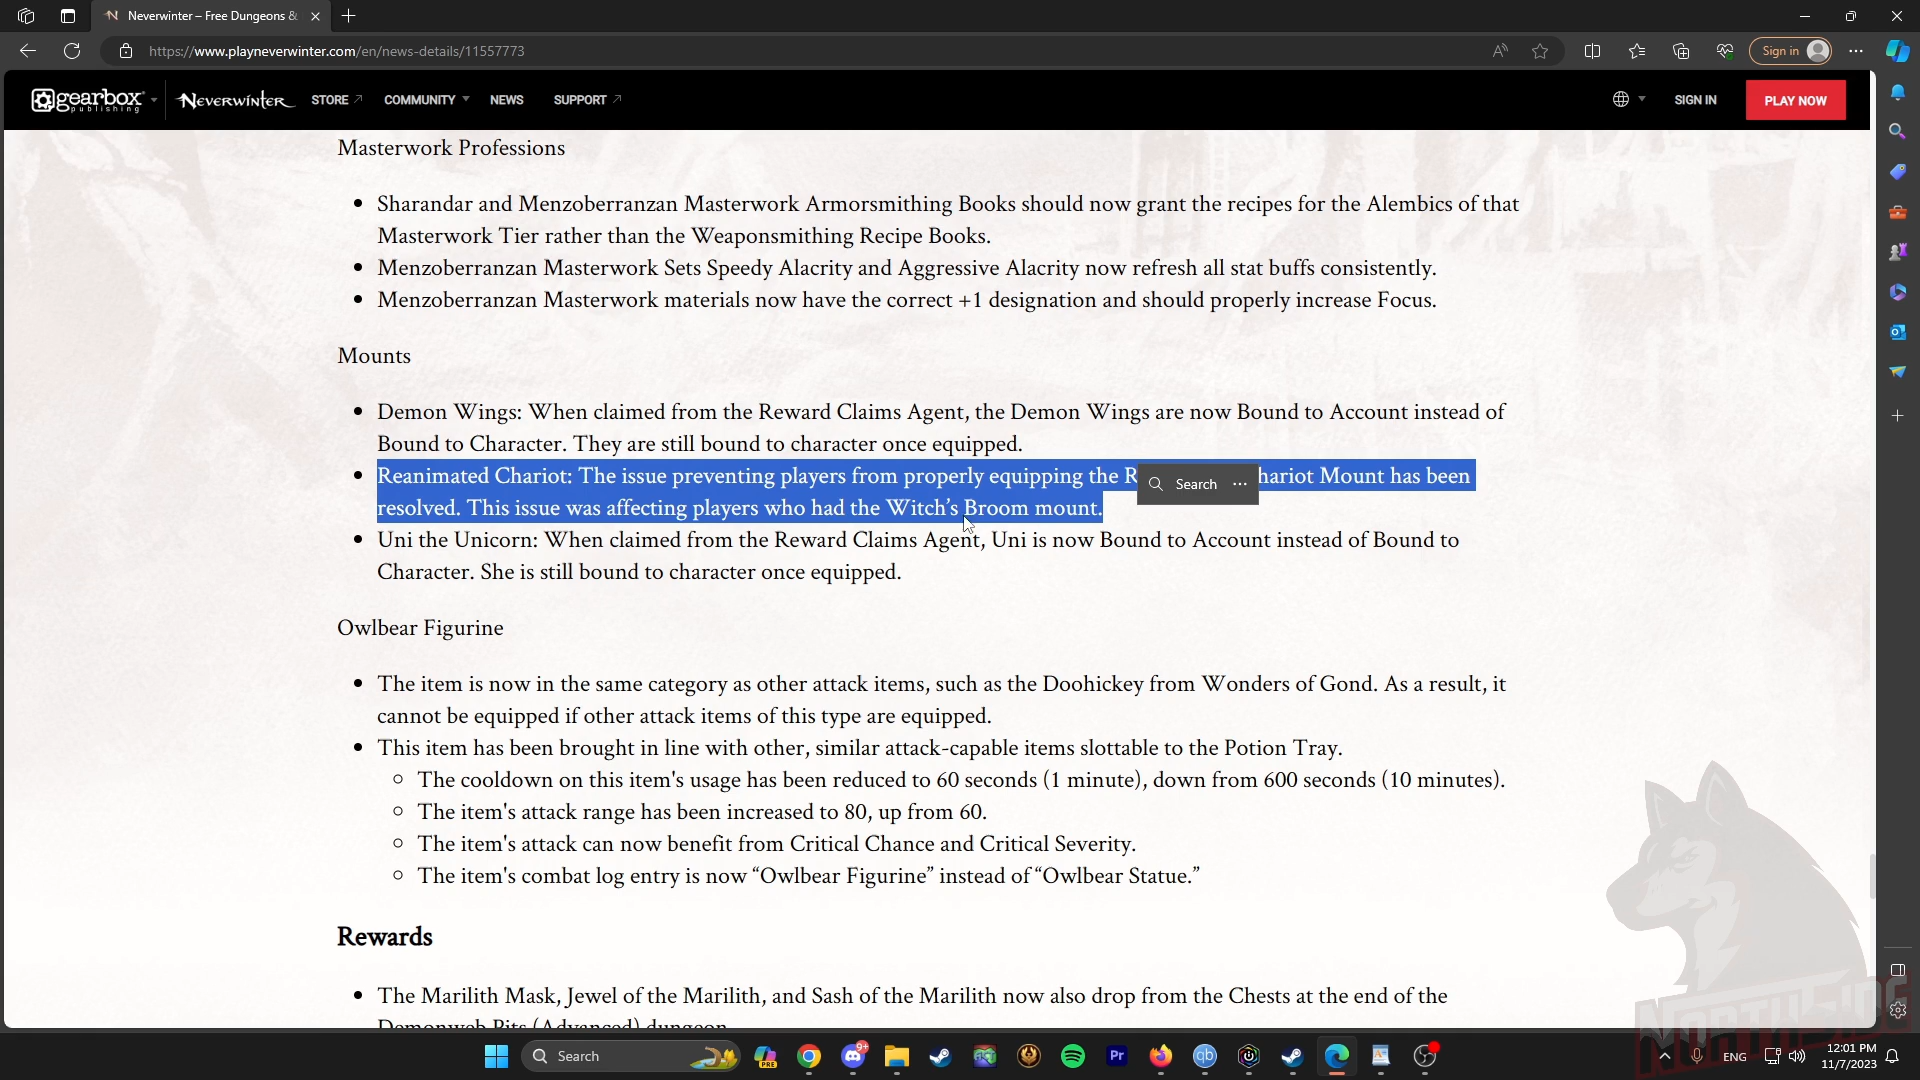 Neverwinter – Free Dungeons &
https://www.playneverwinter.com/en/news-details/11557773
Sign in
gearbox publishing
NEVERWINTER
STORE
COMMUNITY
NEWS
SUPPORT
SIGN IN
PLAY NOW
Masterwork Professions
Sharandar and Menzoberranzan Masterwork Armorsmithing Books should now grant the recipes for the Alembics of that
Masterwork Tier rather than the Weaponsmithing Recipe Books.
Menzoberranzan Masterwork Sets Speedy Alacrity and Aggressive Alacrity now refresh all stat buffs consistently.
Menzoberranzan Masterwork materials now have the correct +1 designation and should properly increase Focus.
Mounts
Demon Wings: When claimed from the Reward Claims Agent, the Demon Wings are now Bound to Account instead of
Bound to Character. They are still bound to character once equipped.
Reanimated Chariot: The issue preventing players from properly equipping the R hariot Mount has been
Search
resolved. This issue was affecting players who had the Witch’s Broom mount.
Uni the Unicorn: When claimed from the Reward Claims Agent, Uni is now Bound to Account instead of Bound to
Character. She is still bound to character once equipped.
Owlbear Figurine
The item is now in the same category as other attack items, such as the Doohickey from Wonders of Gond. As a result, it
cannot be equipped if other attack items of this type are equipped.
This item has been brought in line with other, similar attack-capable items slottable to the Potion Tray.
The cooldown on this item's usage has been reduced to 60 seconds (1 minute), down from 600 seconds (10 minutes).
The item's attack range has been increased to 80, up from 60.
The item's attack can now benefit from Critical Chance and Critical Severity.
The item's combat log entry is now “Owlbear Figurine” instead of “Owlbear Statue.”
Rewards
The Marilith Mask, Jewel of the Marilith, and Sash of the Marilith now also drop from the Chests at the end of the
Demonweb Pits (Advanced) dungeon
Search
PRE
9+
Pr
qb
ENG
12:01 PM
11/7/2023